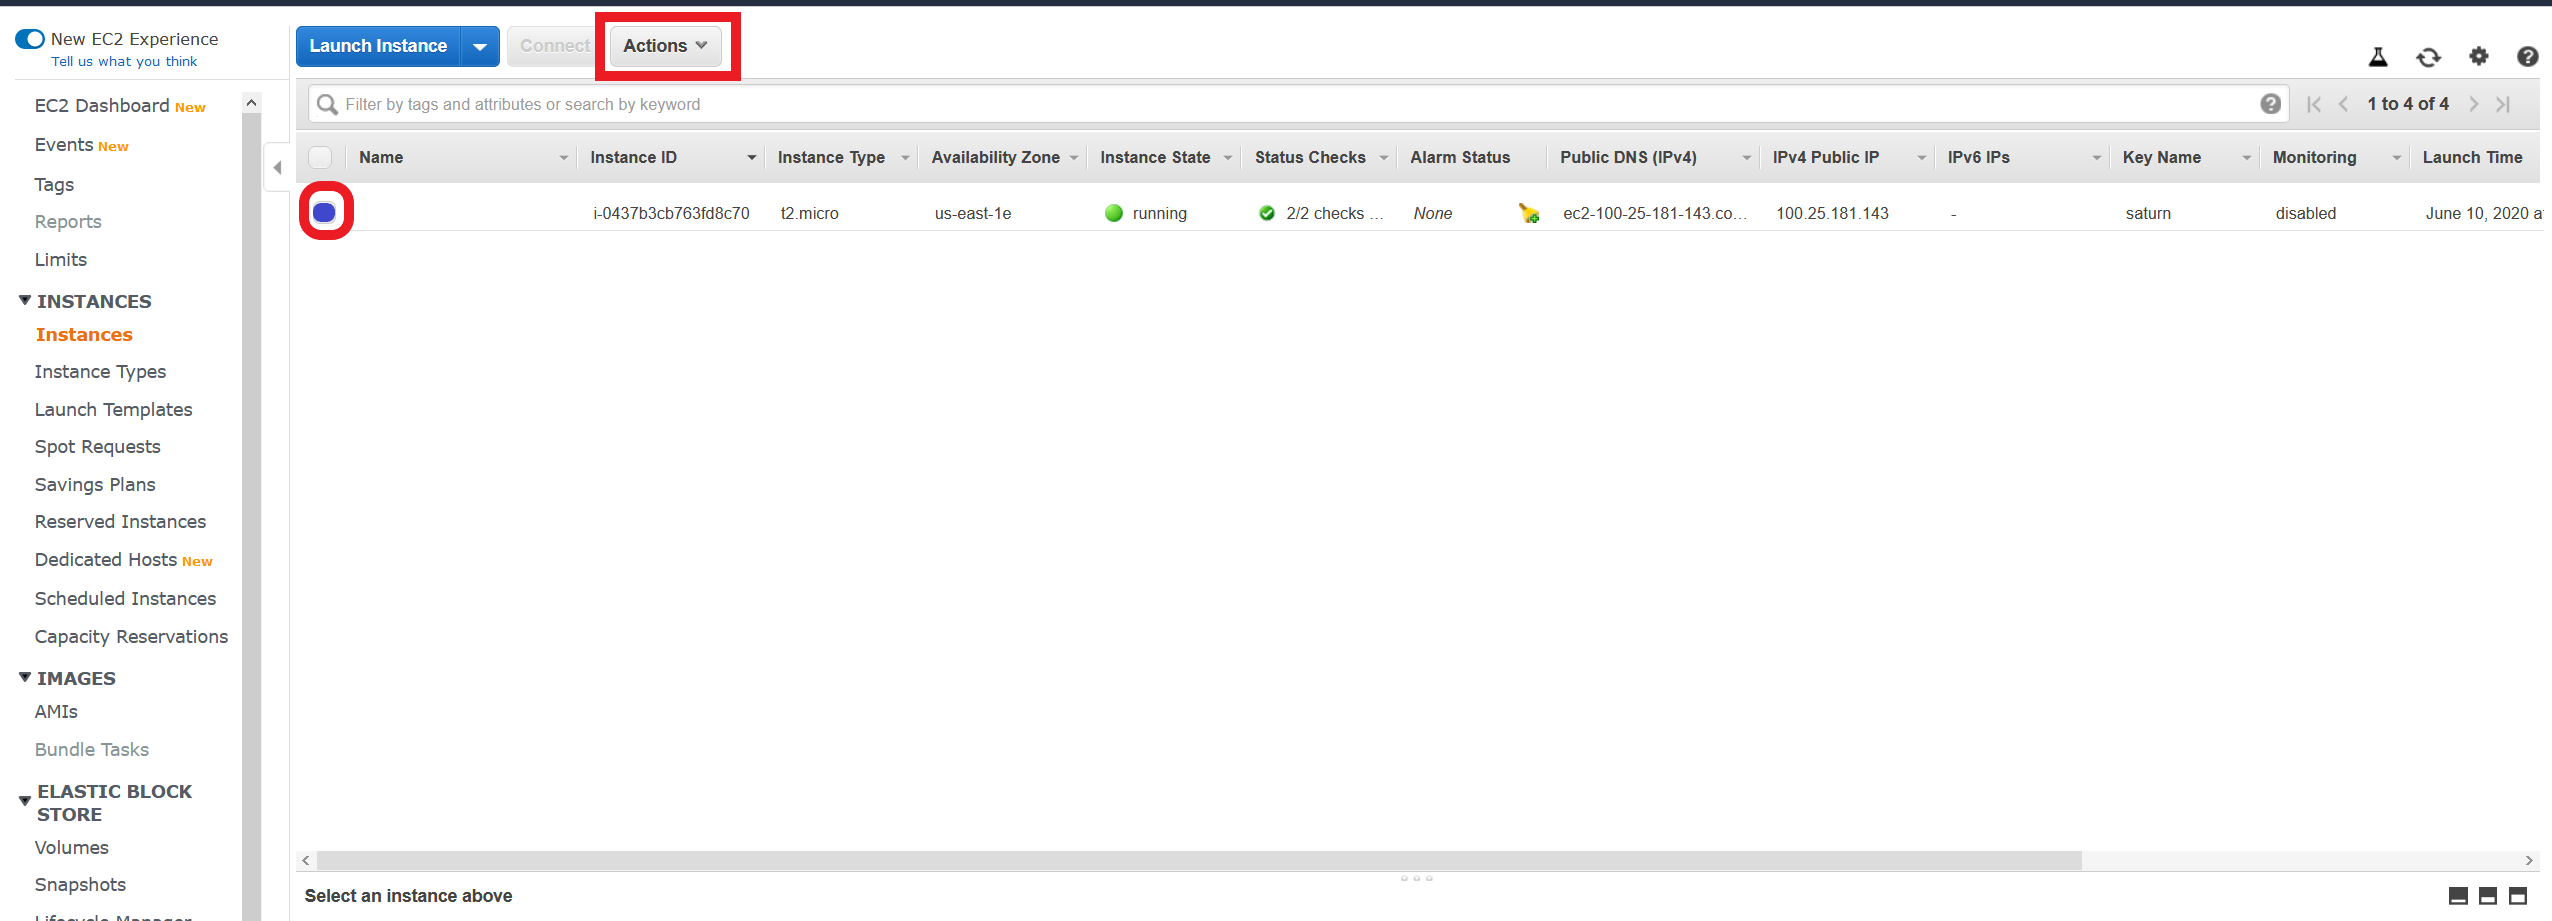 New EC2 Experience
Tell us what you think
Launch Instance
Connect
Actions
EC2 Dashboard New
Events New
Tags
Reports
Limits
INSTANCES
Instances
Instance Types
Launch Templates
Spot Requests
Savings Plans
Reserved Instances
Dedicated Hosts New
Scheduled Instances
Capacity Reservations
IMAGES
AMIs
Bundle Tasks
ELASTIC BLOCK
STORE
Volumes
Snapshots
Lifecycle Manager
Filter by tags and attributes or search by keyword
1 to 4 of 4
Name Instance ID Instance Type Availability Zone Instance State Status Checks Alarm Status Public DNS (IPv4) IPv4 Public IP IPv6 IPs Key Name Monitoring Launch Time
i-0437b3cb763fd8c70 t2.micro us-east-1e running 2/2 checks ... None ec2-100-25-181-143.co... 100.25.181.143 - saturn disabled June 10, 2020 a
Select an instance above